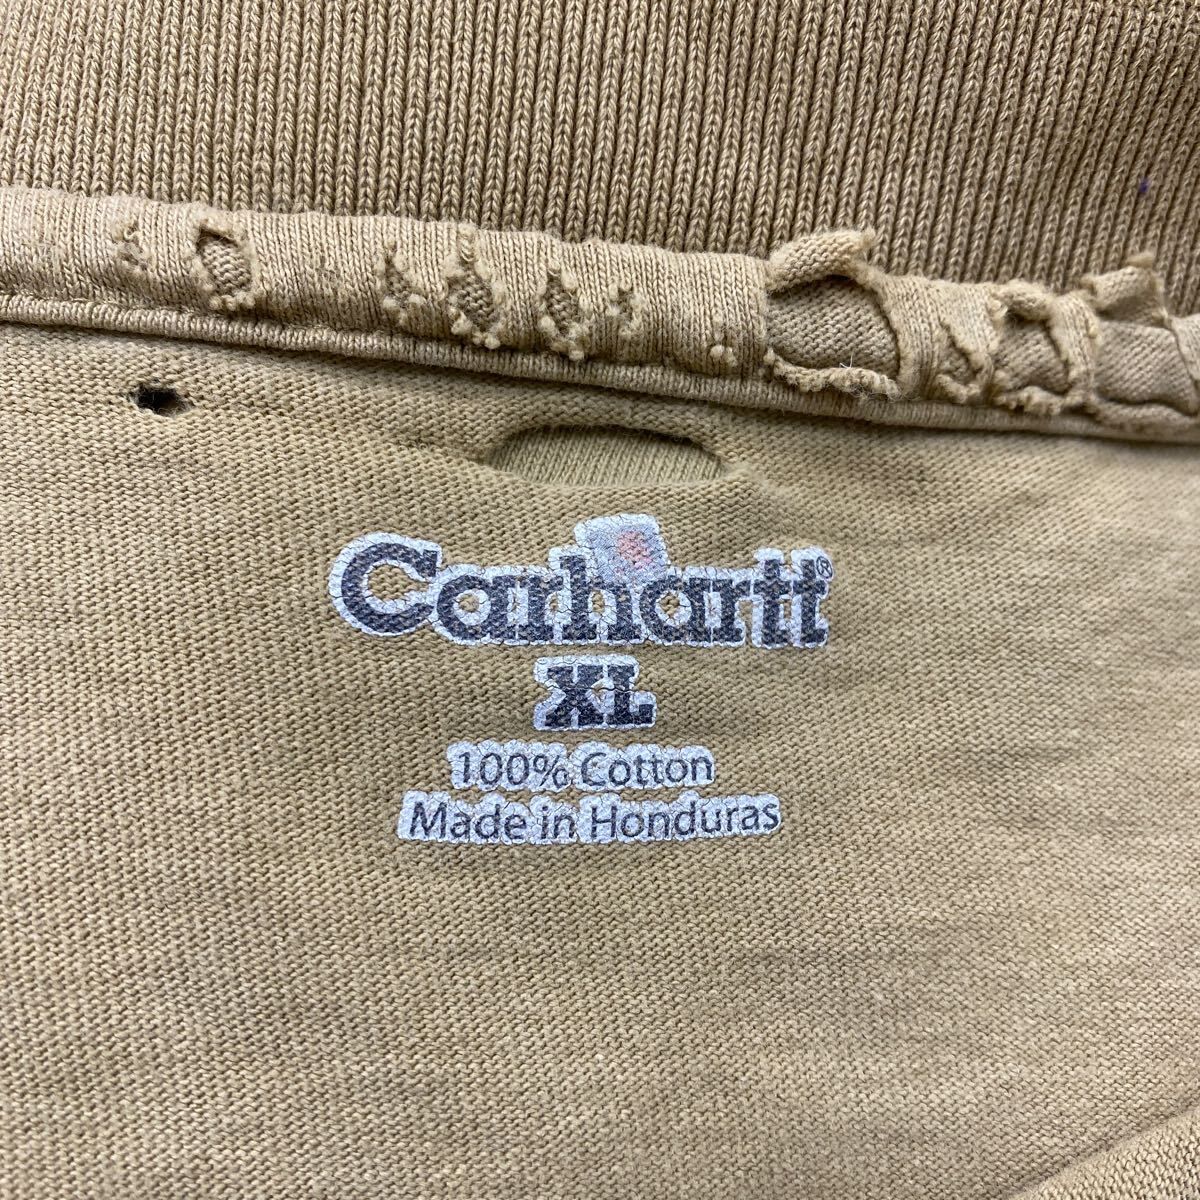 Carhartt®
XL
100% Cotton
Made in Honduras